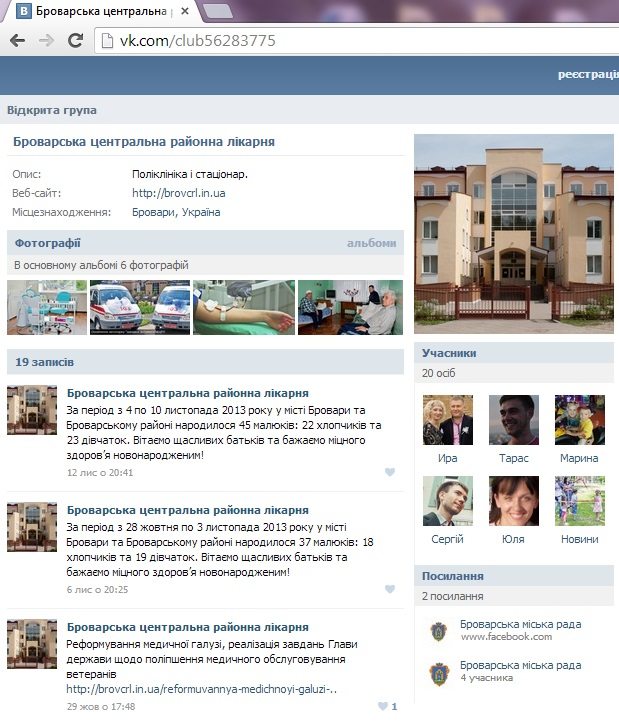 Броварська центральна р
vk.com/club56283775
реєстрація
Відкрита група
Броварська центральна районна лікарня
Опис: Поліклініка і стаціонар.
Веб-сайт: http://brovcrl.in.ua
Місцезнаходження: Бровари, Україна
Фотографії альбоми
В основному альбомі 6 фотографій
19 записів
Броварська центральна районна лікарня
За період з 4 по 10 листопада 2013 року у місті Бровари та
Броварському районі народилося 45 малюків: 22 хлопчиків та
23 дівчаток. Вітаємо щасливих батьків та бажаємо міцного
здоров'я новонародженим!
12 лис о 20:41
Броварська центральна районна лікарня
За період з 28 жовтня по 3 листопада 2013 року у місті
Бровари та Броварському районі народилося 37 малюків: 18
хлопчиків та 19 дівчаток. Вітаємо щасливих батьків та
бажаємо міцного здоров'я новонародженим!
6 лис о 20:25
Броварська центральна районна лікарня
Реформування медичної галузі, реалізація завдань Глави
держави щодо поліпшення медичного обслуговування
ветеранів
http://brovcrl.in.ua/reformuvannya-medichnoyi-galuzi-..
29 жов о 17:48 1
Учасники
20 осіб
Ира Тарас Марина
Сергій Юля Новини
Посилання
2 посилання
Броварська міська рада
www.facebook.com
Броварська міська рада
4 учасника